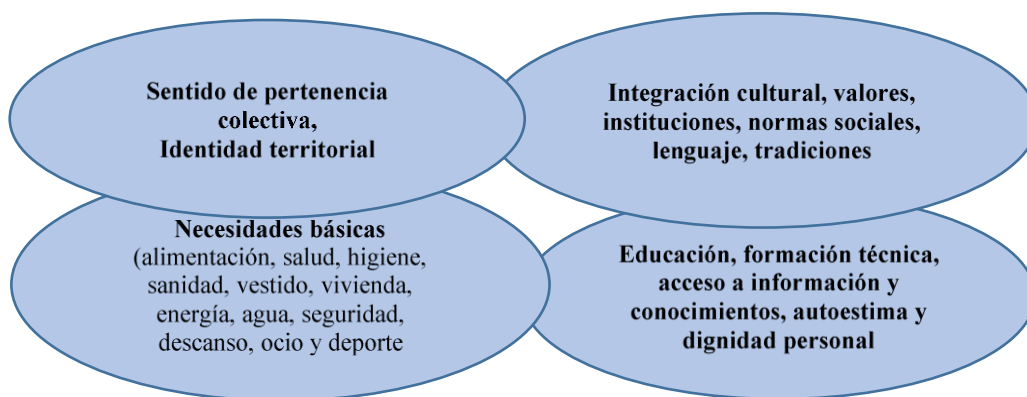 Sentido de pertenencia
colectiva,
Identidad territorial
Integración cultural, valores,
instituciones, normas sociales,
lenguaje, tradiciones
Necesidades básicas
(alimentación, salud, higiene,
sanidad, vestido, vivienda,
energía, agua, seguridad,
descanso, ocio y deporte
Educación, formación técnica,
acceso a información y
conocimientos, autoestima y
dignidad personal